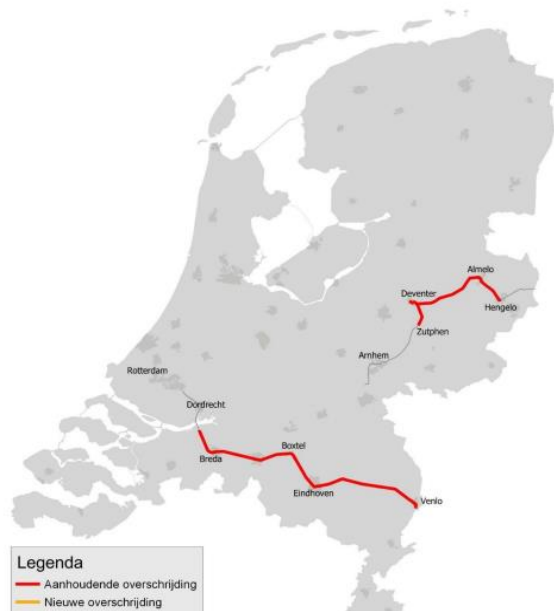 Almelo
Deventer
Hengelo
Zutphen
Arnhem
Rotterdam
Dordrecht
Boxtel
Breda
Eindhoven
Venlo
Legenda
Aanhoudende overschrijding
Nieuwe overschrijding